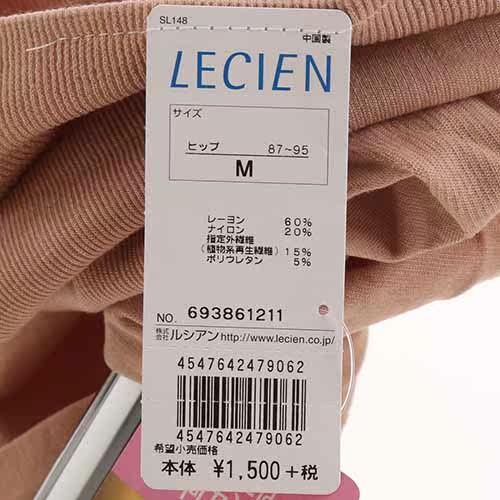 SL148
中国製
LECIEN
サイズ
ヒップ 87~95
M
レーヨン 60%
ナイロン 20%
指定外繊維
(植物系再生繊維) 15%
ポリウレタン 5%
NO. 693861211
株式会社ルシアン http://www.lecien.co.jp/
4547642479062
4547642479062
希望小売価格
本体 ¥1,500+税